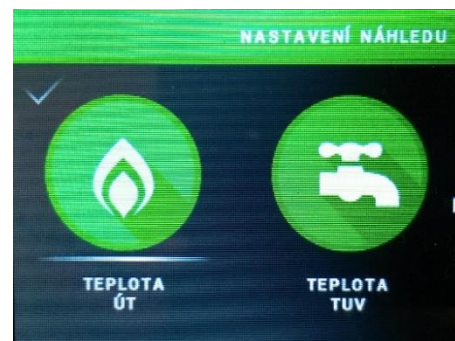 NASTAVENÍ NÁHLEDU
TEPLOTA
ÚT
TEPLOTA
TUV